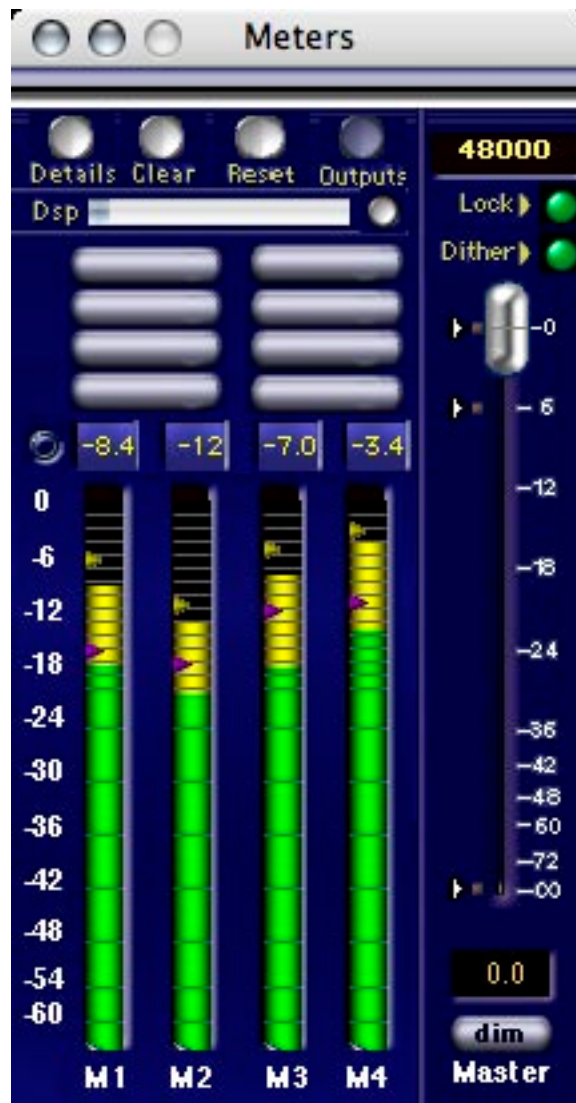 Meters
Details Clear Reset Outputs
Dsp
48000
Lock
Dither
-8.4 -12 -7.0 -3.4
0
-6
-12
-18
-24
-30
-36
-42
-48
-54
-60
M1 M2 M3 M4
-0
-6
-12
-18
-24
-36
-42
-48
-60
-72
-00
0.0
dim
Master